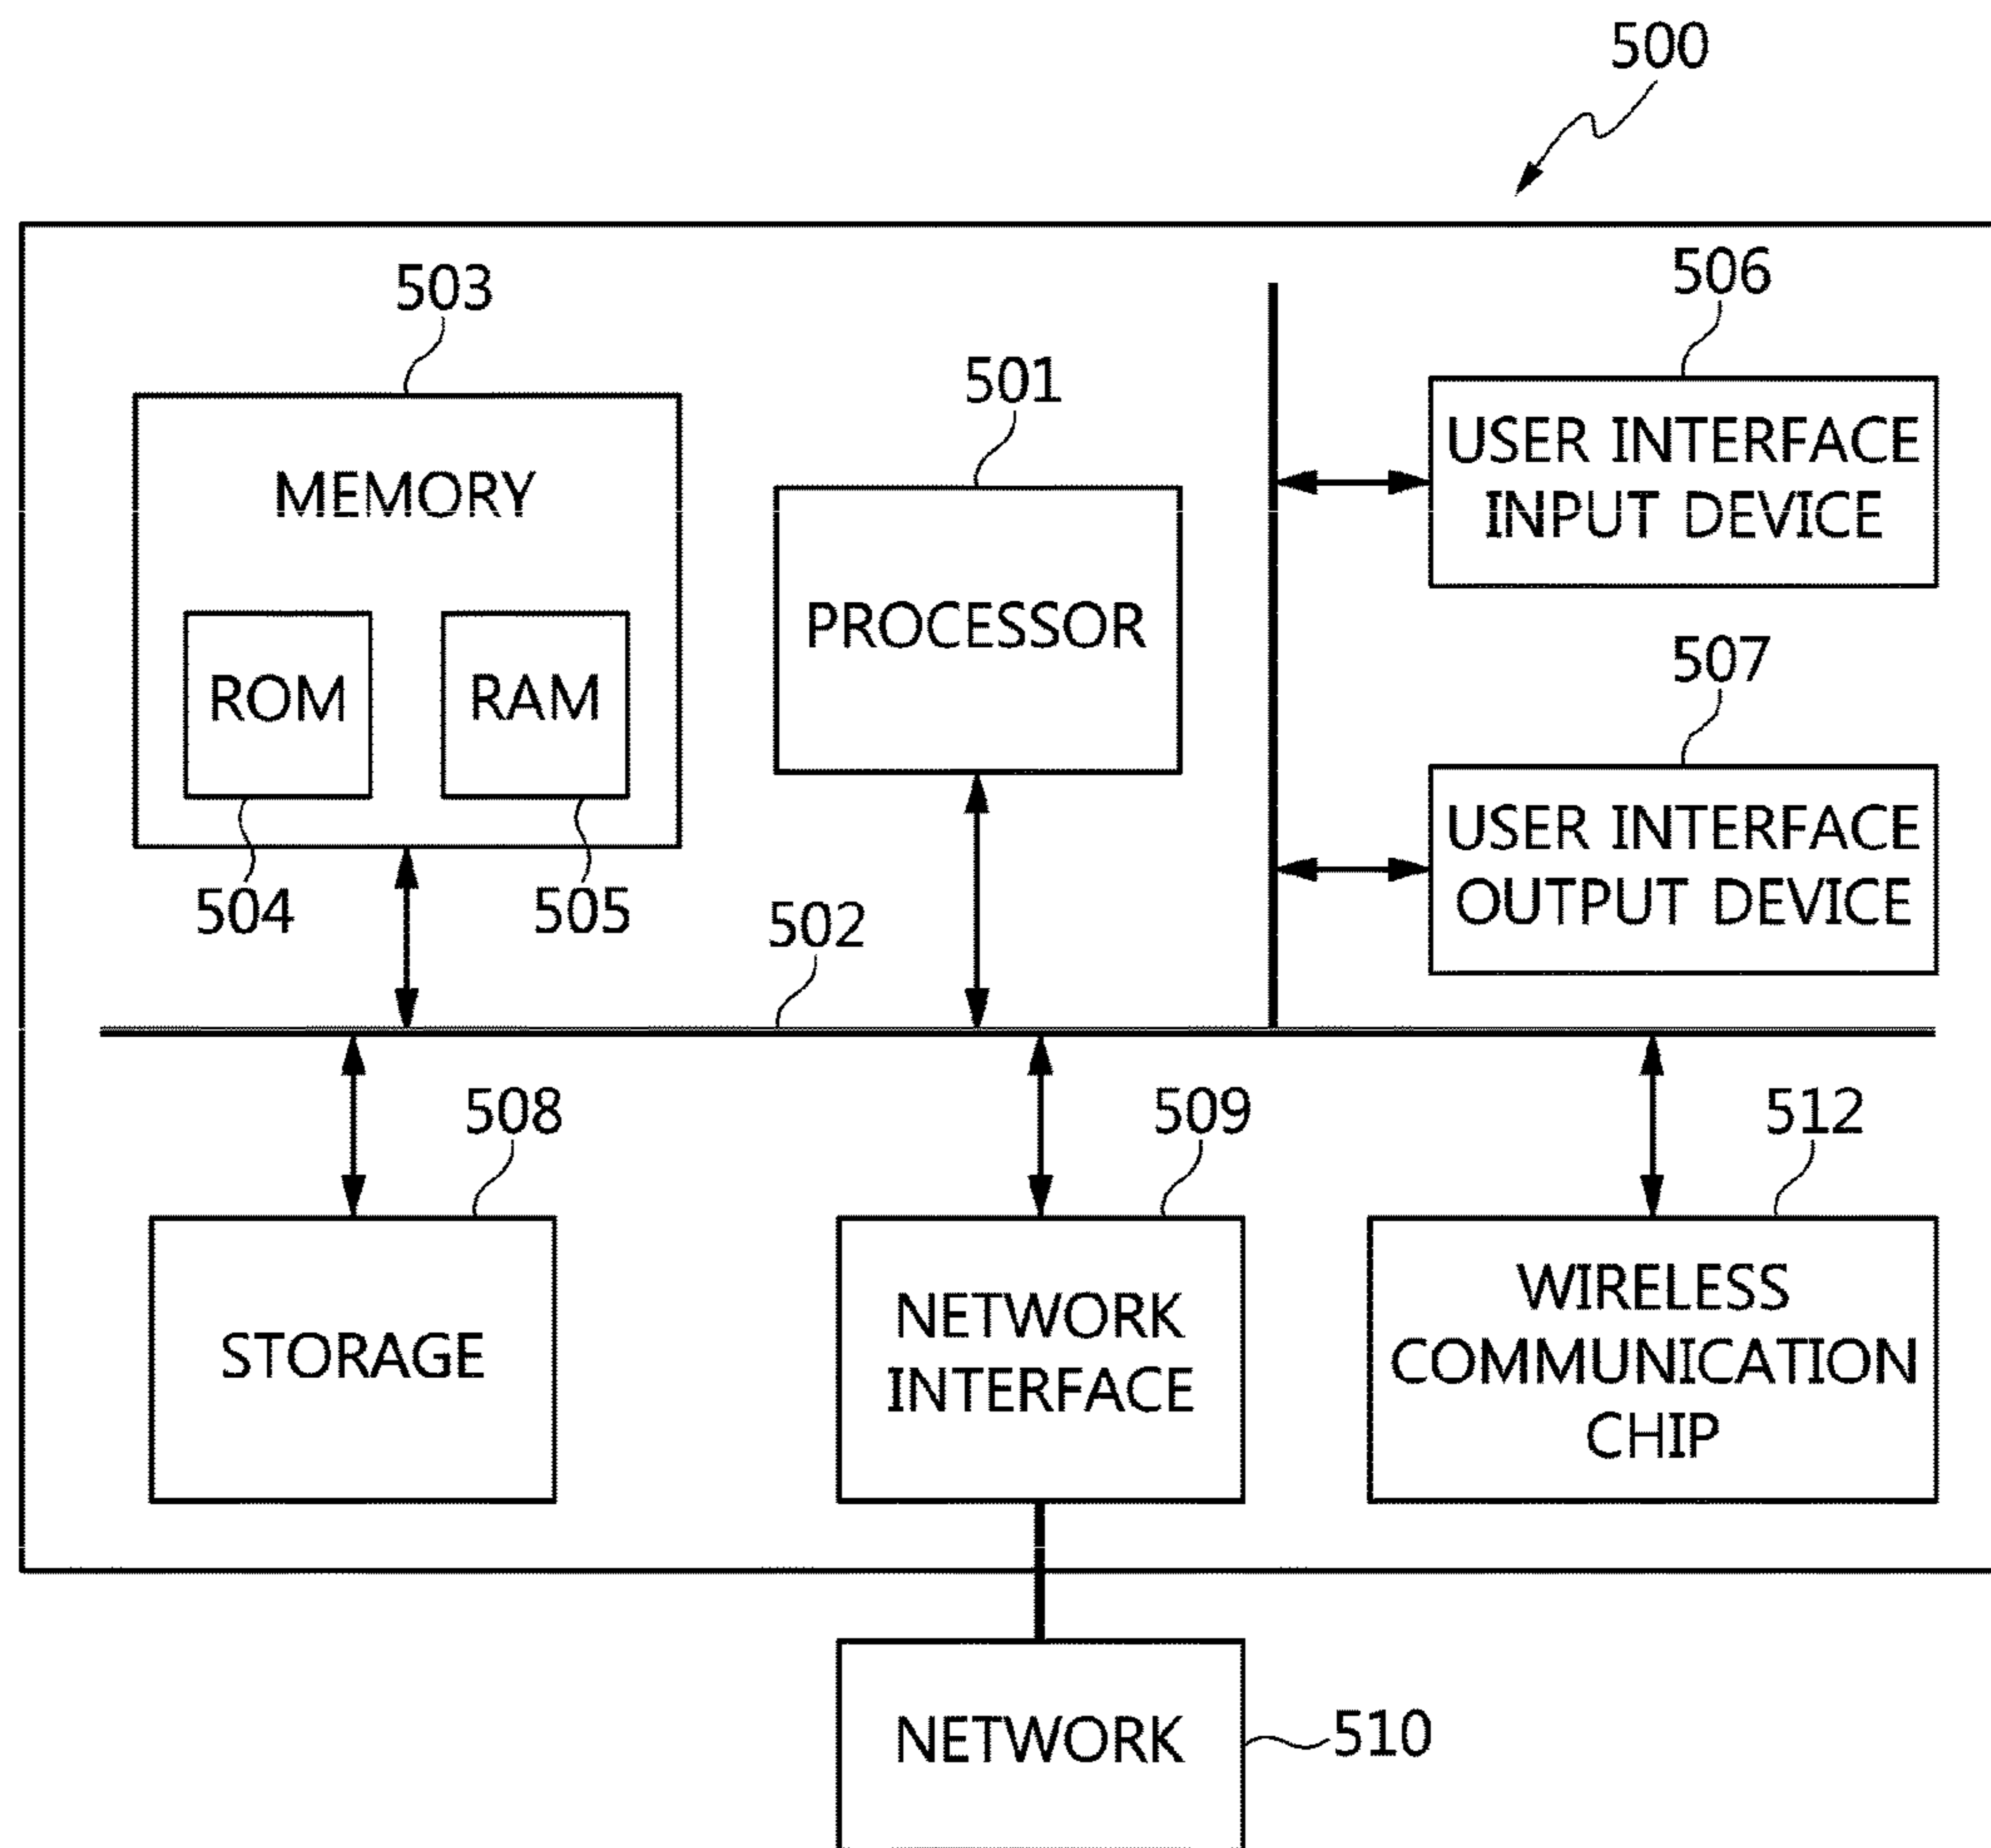 500
503
501
506
MEMORY
PROCESSOR
USER INTERFACE
INPUT DEVICE
ROM
RAM
507
504
505
502
USER INTERFACE
OUTPUT DEVICE
508
509
512
STORAGE
NETWORK
INTERFACE
WIRELESS
COMMUNICATION
CHIP
NETWORK
510